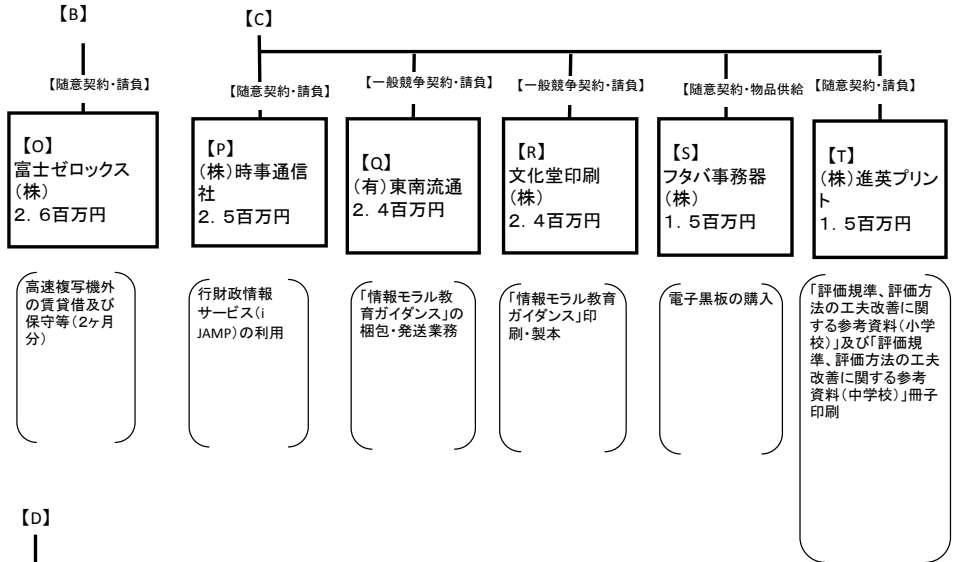 【B】
【C】
【随意契約・請負】
【随意契約・請負】
【一般競争契約・請負】
【一般競争契約・請負】
【随意契約・物品供給
【随意契約・請負】
【O】
富士ゼロックス
(株)
2．6百万円
【P】
(株)時事通信
社
2．5百万円
【Q】
(有)東南流通
2．4百万円
【R】
文化堂印刷
(株)
2．4百万円
【S】
フタバ事務器
(株)
1．5百万円
【T】
(株)進英プリン
ト
1．5百万円
高速複写機外
の賃貸借及び
保守等(2ヶ月
分)
行財政情報
サービス(i
JAMP)の利用
「情報モラル教
育ガイダンス」の
梱包・発送業務
「情報モラル教育
ガイダンス」印
刷・製本
電子黒板の購入
「評価規準、評価方
法の工夫改善に関
する参考資料(小学
校)」及び「評価規
準、評価方法の工夫
改善に関する参考
資料(中学校)」冊子
印刷
【D】